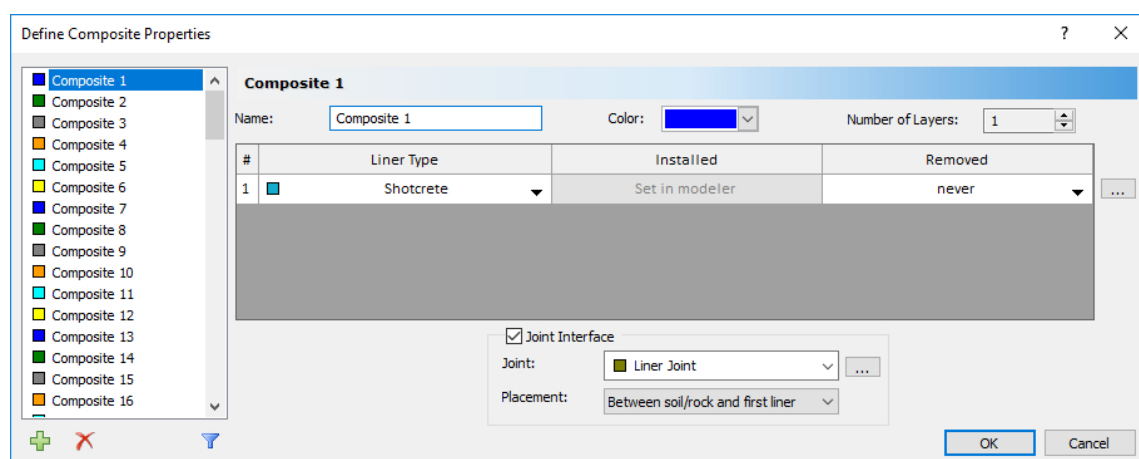 Define Composite Properties ?
Composite 1
Composite 2
Composite 3
Composite 4
Composite 5
Composite 6
Composite 7
Composite 8
Composite 9
Composite 10
Composite 11
Composite 12
Composite 13
Composite 14
Composite 15
Composite 16
Composite 1
Name: Composite 1 Color: Number of Layers: 1
# Liner Type Installed Removed
1 Shotcrete Set in modeler never ...
Joint Interface
Joint: Liner Joint ...
Placement: Between soil/rock and first liner
OK Cancel